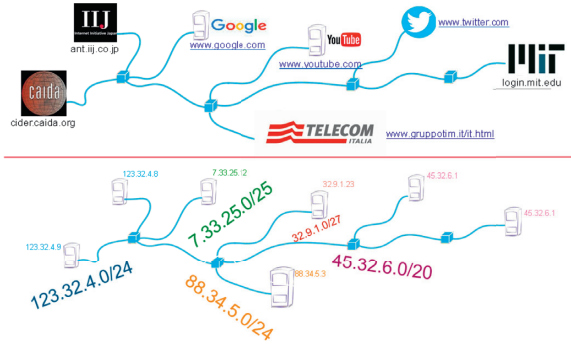 IIJ
Internet Initiative Japan
ant.iij.co.jp
Google
www.google.com
YouTube
www.youtube.com
www.twitter.com
MIT
login.mit.edu
caida
cider.caida.org
TELECOM
ITALIA
www.gruppotim.it/it.html
123.32.4.8
7.33.25.12
7.33.25.0/25
32.9.1.23
32.9.1.0/27
45.32.6.1
45.32.6.1
45.32.6.0/20
123.32.4.9
123.32.4.0/24
88.34.5.3
88.34.5.0/24